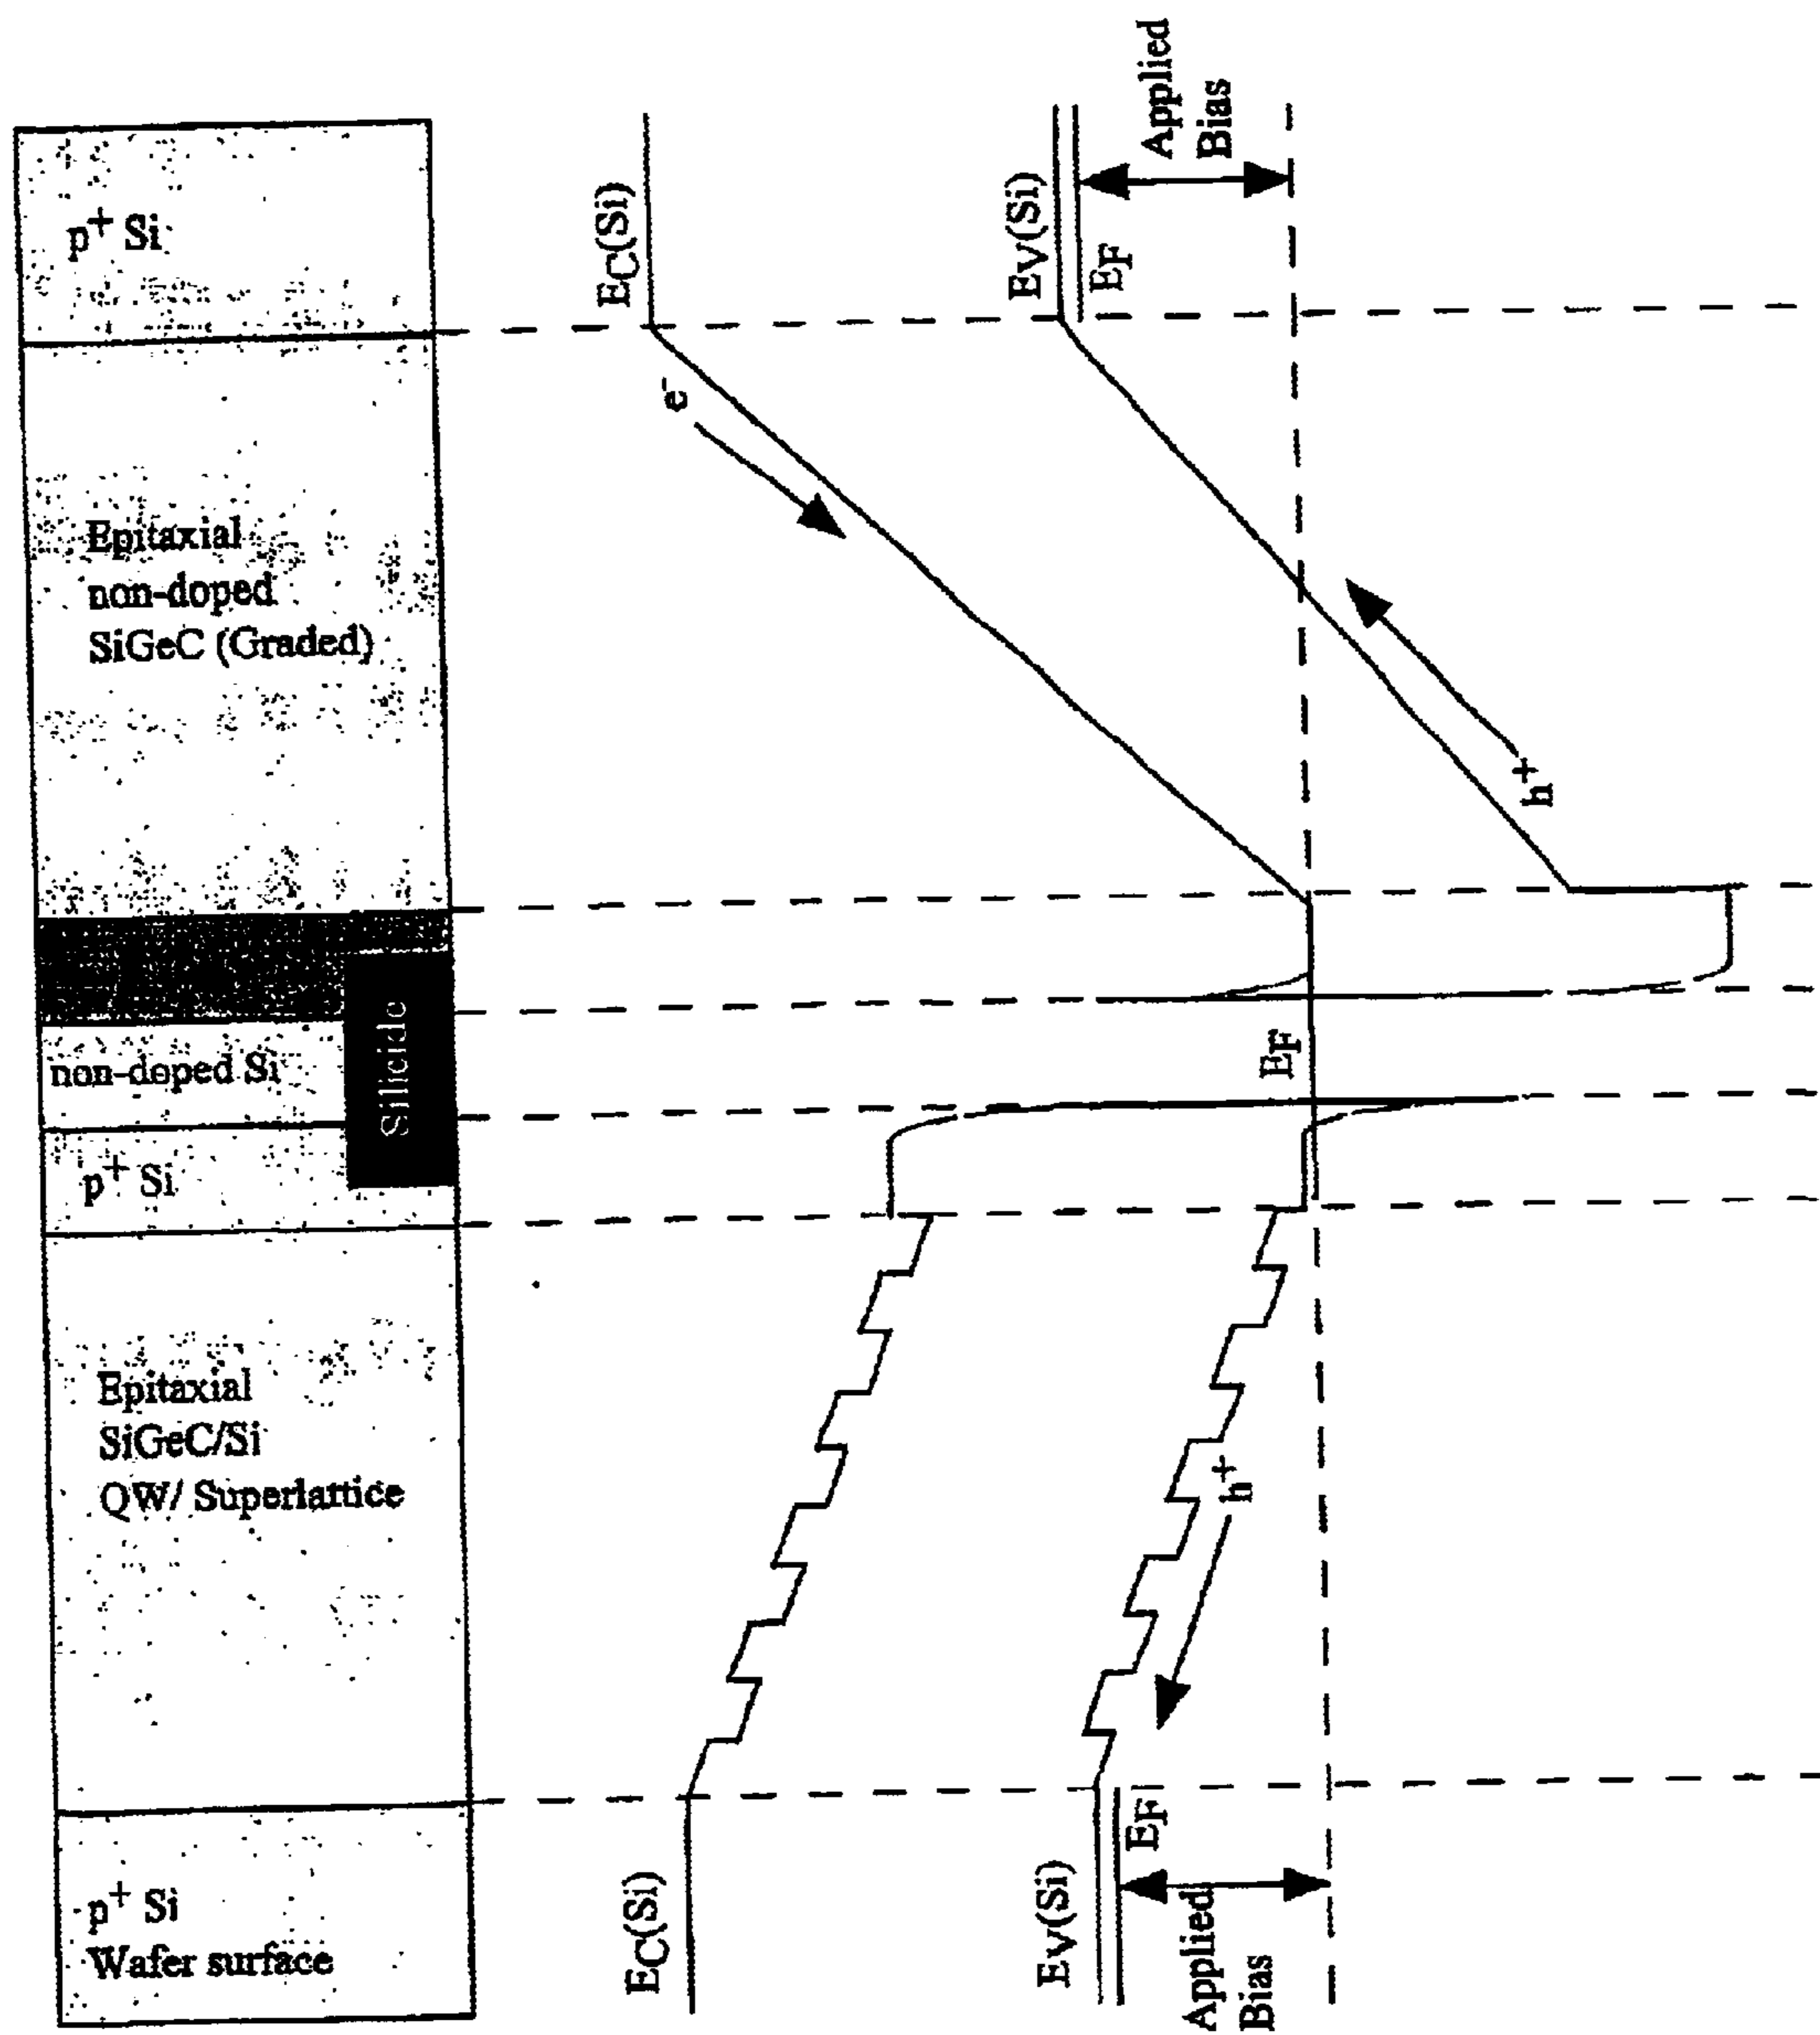 p⁺ Si
Epitaxial
non-doped
SiGeC (Graded)
non-doped Si
Silicide
p⁺ Si
Epitaxial
SiGeC/Si
QW/ Superlattice
p⁺ Si
Wafer surface
EC(Si)
e⁻
EC(Si)
EV(Si)
EF
Applied
Bias
h⁺
EF
h⁺
EV(Si)
EF
Applied
Bias